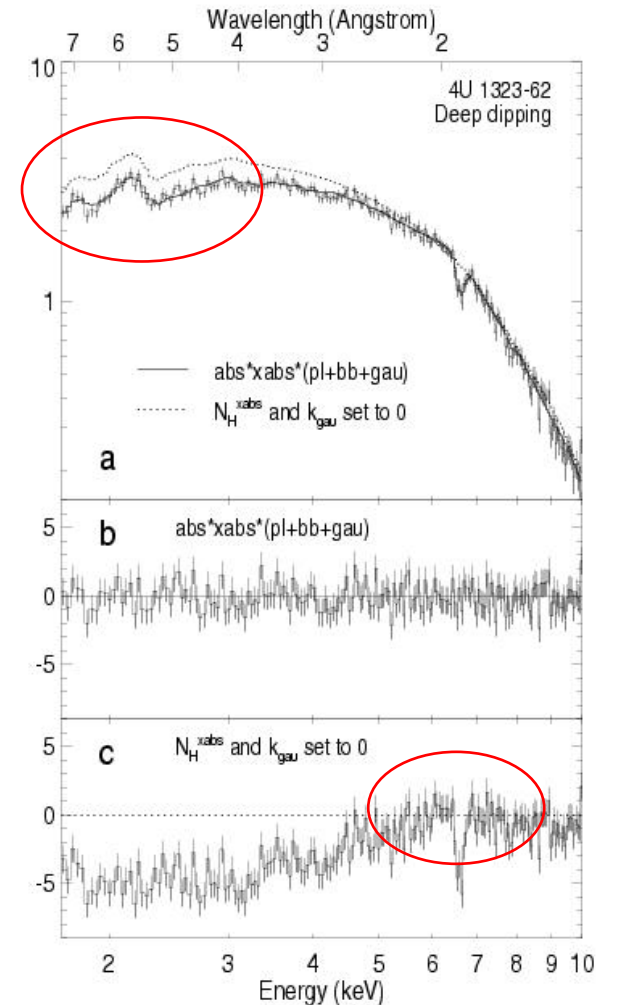 Wavelength (Angstrom)
7 6 5 4 3 2
10
4U 1323-62
Deep dipping
1
abs*xabs*(pl+bb+gau)
N_H^xabs and k_gau set to 0
a
b
abs*xabs*(pl+bb+gau)
5
0
-5
c
N_H^xabs and k_gau set to 0
5
0
-5
2 3 4 5 6 7 8 9 10
Energy (keV)